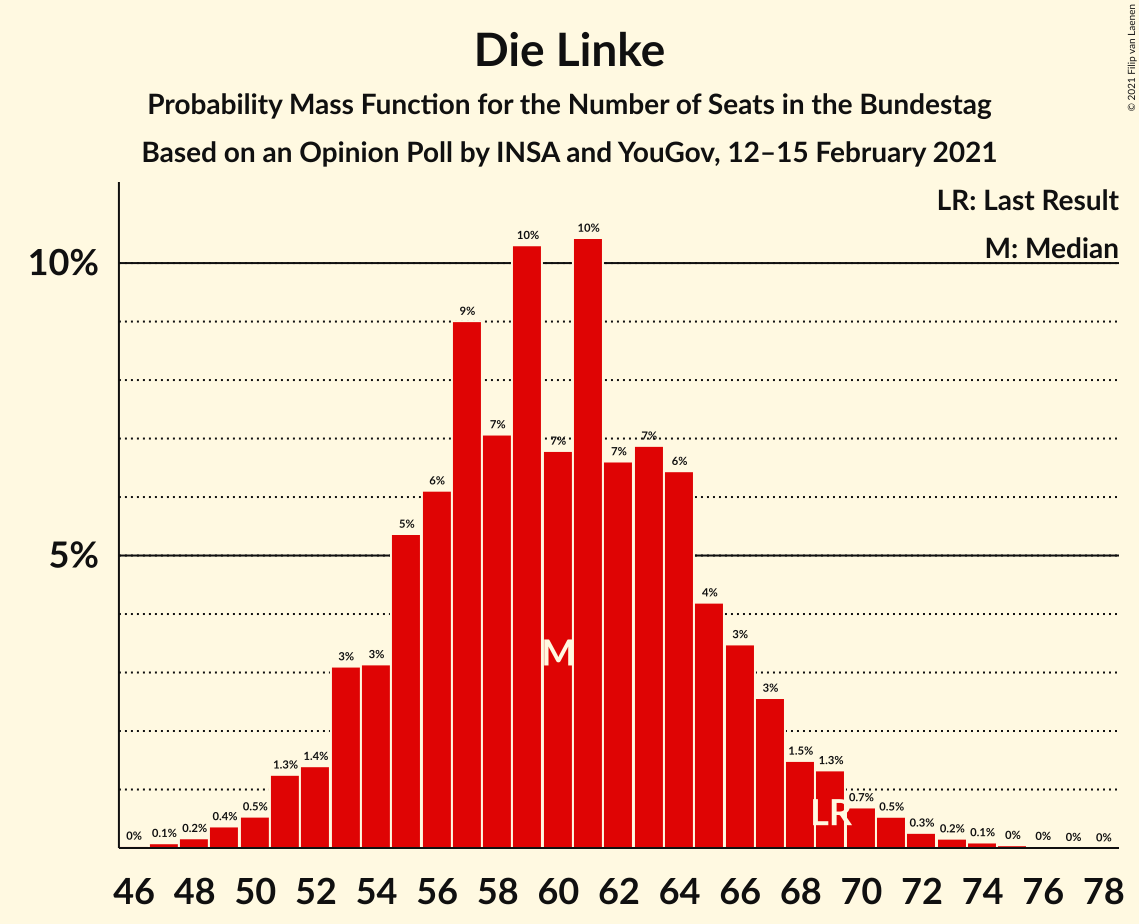 Die Linke
Probability Mass Function for the Number of Seats in the Bundestag
Based on an Opinion Poll by INSA and YouGov, 12–15 February 2021
© 2021 Filip van Laenen
LR: Last Result
M: Median
10%
5%
0% 0.1% 0.2% 0.4% 0.5% 1.3% 1.4% 3% 3% 5% 6% 9% 7% 10% 7% 10% 7% 7% 6% 4% 3% 3% 1.5% 1.3% 0.7% 0.5% 0.3% 0.2% 0.1% 0% 0% 0% 0%
M
LR
46 48 50 52 54 56 58 60 62 64 66 68 70 72 74 76 78